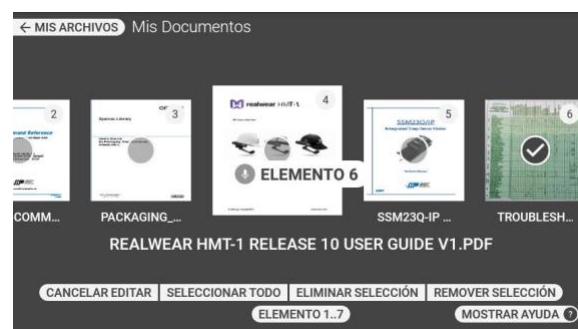 ← MIS ARCHIVOS Mis Documentos
2 3 4 5 6
realwear HMT-1
SSM23Q/IP
ELEMENTO 6
COMM... PACKAGING_... SSM23Q-IP ... TROUBLESH...
REALWEAR HMT-1 RELEASE 10 USER GUIDE V1.PDF
CANCELAR EDITAR SELECCIONAR TODO ELIMINAR SELECCIÓN REMOVER SELECCIÓN
ELEMENTO 1..7 MOSTRAR AYUDA ?